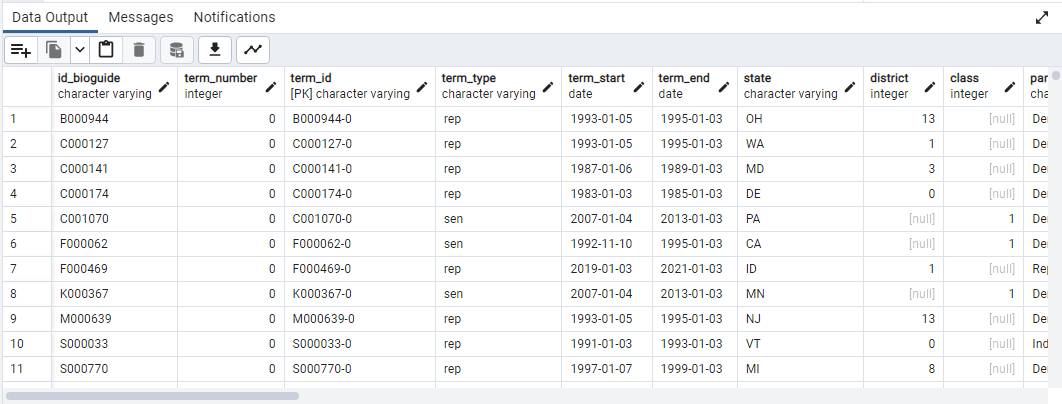 Data Output Messages Notifications
id_bioguide term_number term_id term_type term_start term_end state district class par
character varying integer [PK] character varying character varying date date character varying integer integer cha
1 B000944 0 B000944-0 rep 1993-01-05 1995-01-03 OH 13 [null] Der
2 C000127 0 C000127-0 rep 1993-01-05 1995-01-03 WA 1 [null] Der
3 C000141 0 C000141-0 rep 1987-01-06 1989-01-03 MD 3 [null] Der
4 C000174 0 C000174-0 rep 1983-01-03 1985-01-03 DE 0 [null] Der
5 C001070 0 C001070-0 sen 2007-01-04 2013-01-03 PA [null] 1 Der
6 F000062 0 F000062-0 sen 1992-11-10 1995-01-03 CA [null] 1 Der
7 F000469 0 F000469-0 rep 2019-01-03 2021-01-03 ID 1 [null] Rep
8 K000367 0 K000367-0 sen 2007-01-04 2013-01-03 MN [null] 1 Der
9 M000639 0 M000639-0 rep 1993-01-05 1995-01-03 NJ 13 [null] Der
10 S000033 0 S000033-0 rep 1991-01-03 1993-01-03 VT 0 [null] Ind
11 S000770 0 S000770-0 rep 1997-01-07 1999-01-03 MI 8 [null] Der